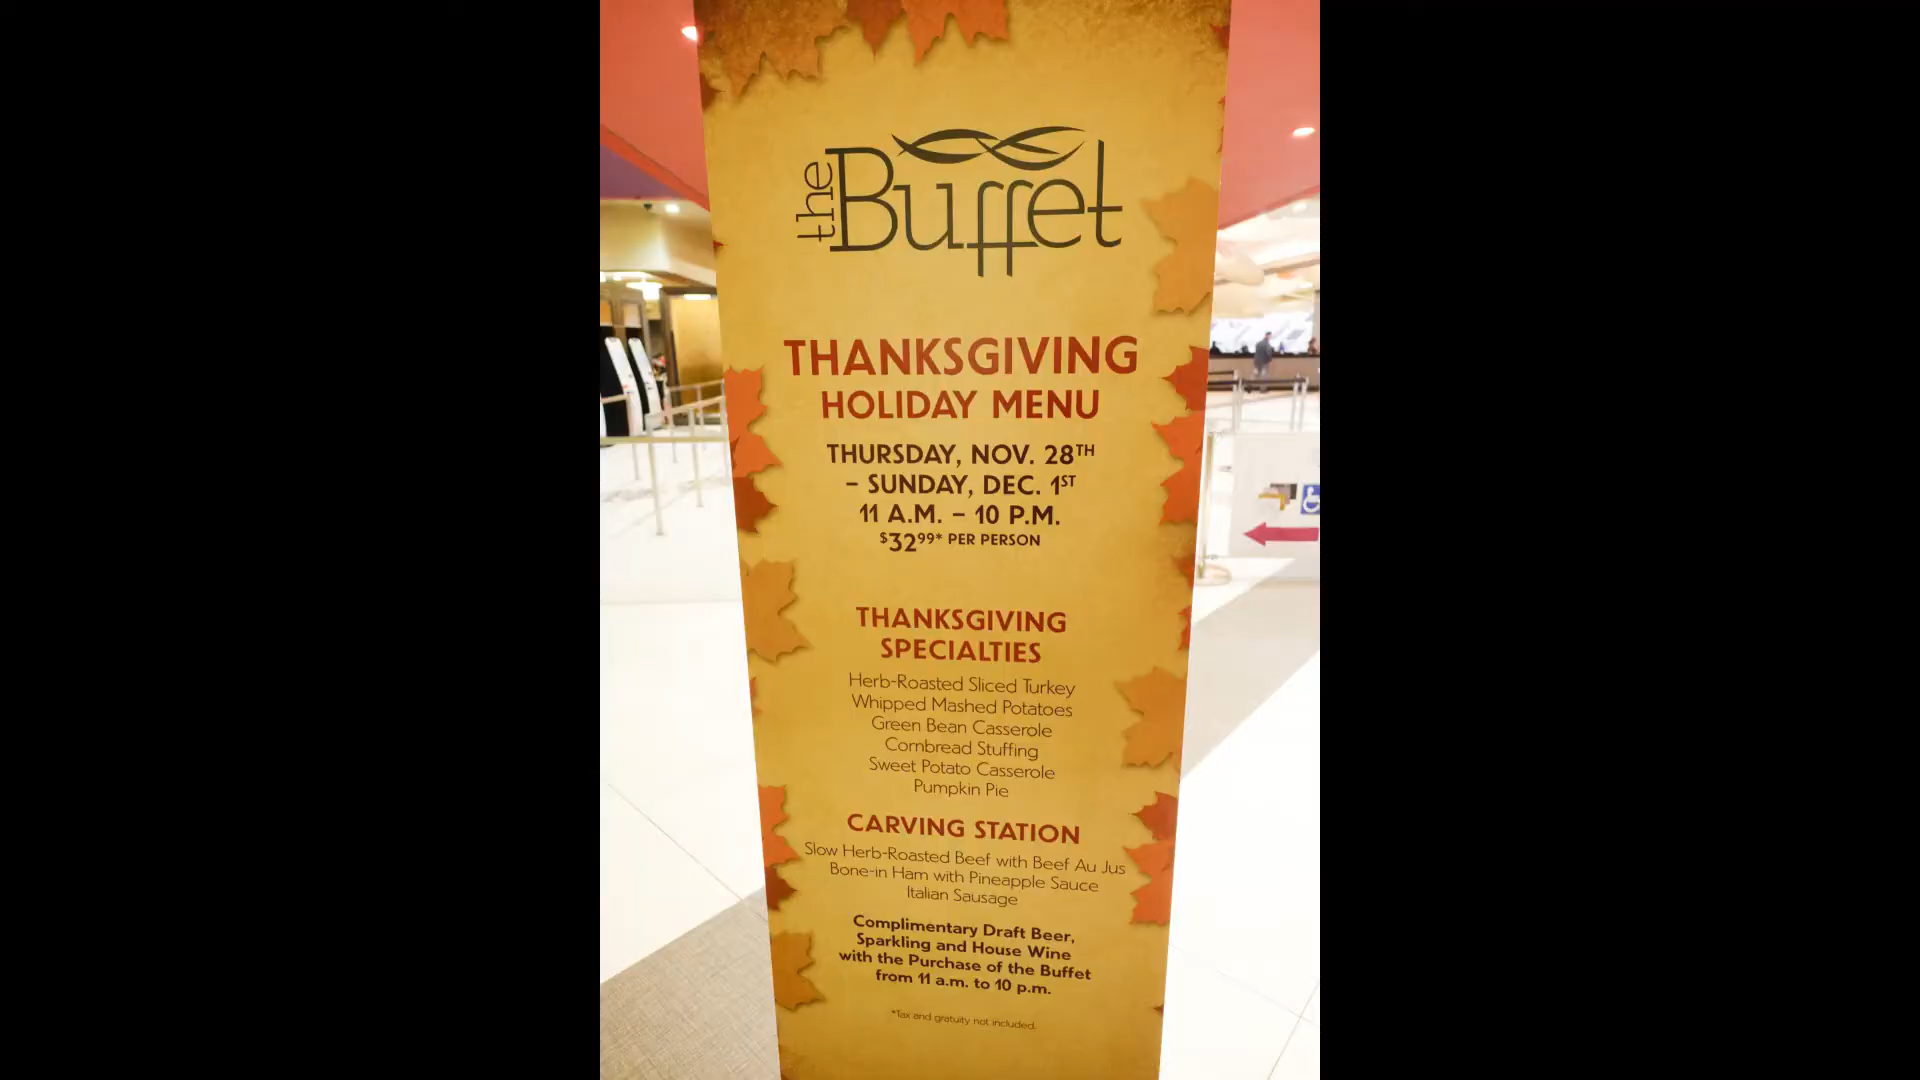 the Buffet
THANKSGIVING
HOLIDAY MENU
THURSDAY, NOV. 28TH
– SUNDAY, DEC. 1ST
11 A.M. – 10 P.M.
$32.99* PER PERSON
THANKSGIVING
SPECIALTIES
Herb-Roasted Sliced Turkey
Whipped Mashed Potatoes
Green Bean Casserole
Cornbread Stuffing
Sweet Potato Casserole
Pumpkin Pie
CARVING STATION
Slow Herb-Roasted Beef with Beef Au Jus
Bone-in Ham with Pineapple Sauce
Italian Sausage
Complimentary Draft Beer,
Sparkling and House Wine
with the Purchase of the Buffet
from 11 a.m. to 10 p.m.
*Tax and gratuity not included.